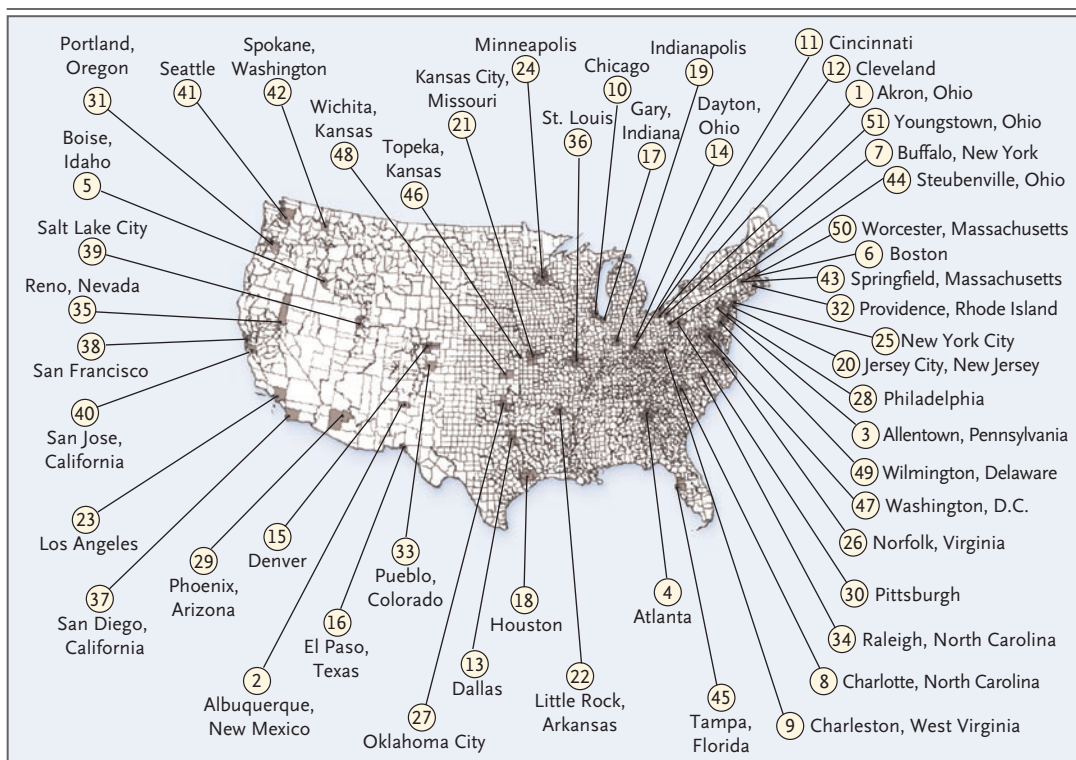 Portland,
Oregon
31
Seattle
41
Spokane,
Washington
42
Minneapolis
24
Indianapolis
19
11 Cincinnati
12 Cleveland
1 Akron, Ohio
51 Youngstown, Ohio
7 Buffalo, New York
44 Steubenville, Ohio
Boise,
Idaho
5
Wichita,
Kansas
48
Kansas City,
Missouri
21
Topeka,
Kansas
46
St. Louis
36
Chicago
10
Gary,
Indiana
17
Dayton,
Ohio
14
Salt Lake City
39
Reno, Nevada
35
38
San Francisco
40
San Jose,
California
50 Worcester, Massachusetts
6 Boston
43 Springfield, Massachusetts
32 Providence, Rhode Island
25 New York City
20 Jersey City, New Jersey
28 Philadelphia
3 Allentown, Pennsylvania
49 Wilmington, Delaware
47 Washington, D.C.
26 Norfolk, Virginia
30 Pittsburgh
34 Raleigh, North Carolina
8 Charlotte, North Carolina
9 Charleston, West Virginia
23
Los Angeles
37
San Diego,
California
29
Phoenix,
Arizona
15
Denver
2
Albuquerque,
New Mexico
16
El Paso,
Texas
33
Pueblo,
Colorado
27
Oklahoma City
13
Dallas
18
Houston
22
Little Rock,
Arkansas
4
Atlanta
45
Tampa,
Florida